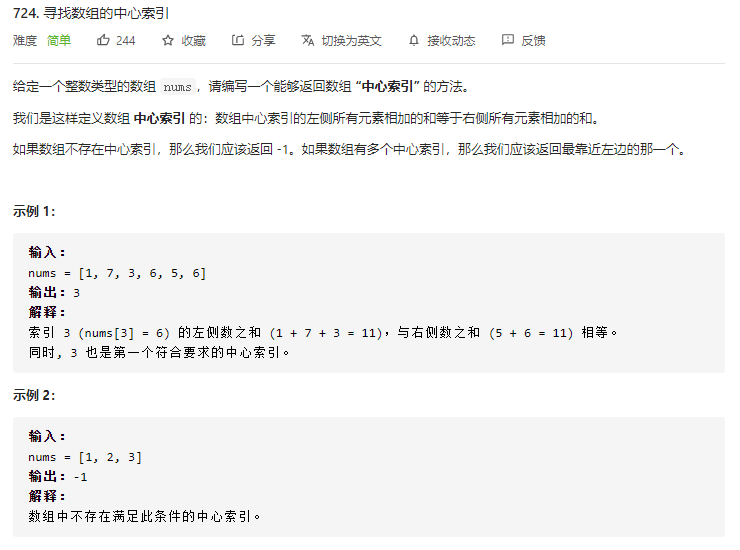 724. 寻找数组的中心索引
难度 简单 244 收藏 分享 切换为英文 接收动态 反馈
给定一个整数类型的数组 nums，请编写一个能够返回数组 “中心索引” 的方法。
我们是这样定义数组 中心索引 的：数组中心索引的左侧所有元素相加的和等于右侧所有元素相加的和。
如果数组不存在中心索引，那么我们应该返回 -1。如果数组有多个中心索引，那么我们应该返回最靠近左边的那一个。
示例 1：
输入：
nums = [1, 7, 3, 6, 5, 6]
输出：3
解释：
索引 3 (nums[3] = 6) 的左侧数之和 (1 + 7 + 3 = 11)，与右侧数之和 (5 + 6 = 11) 相等。
同时, 3 也是第一个符合要求的中心索引。
示例 2：
输入：
nums = [1, 2, 3]
输出：-1
解释：
数组中不存在满足此条件的中心索引。